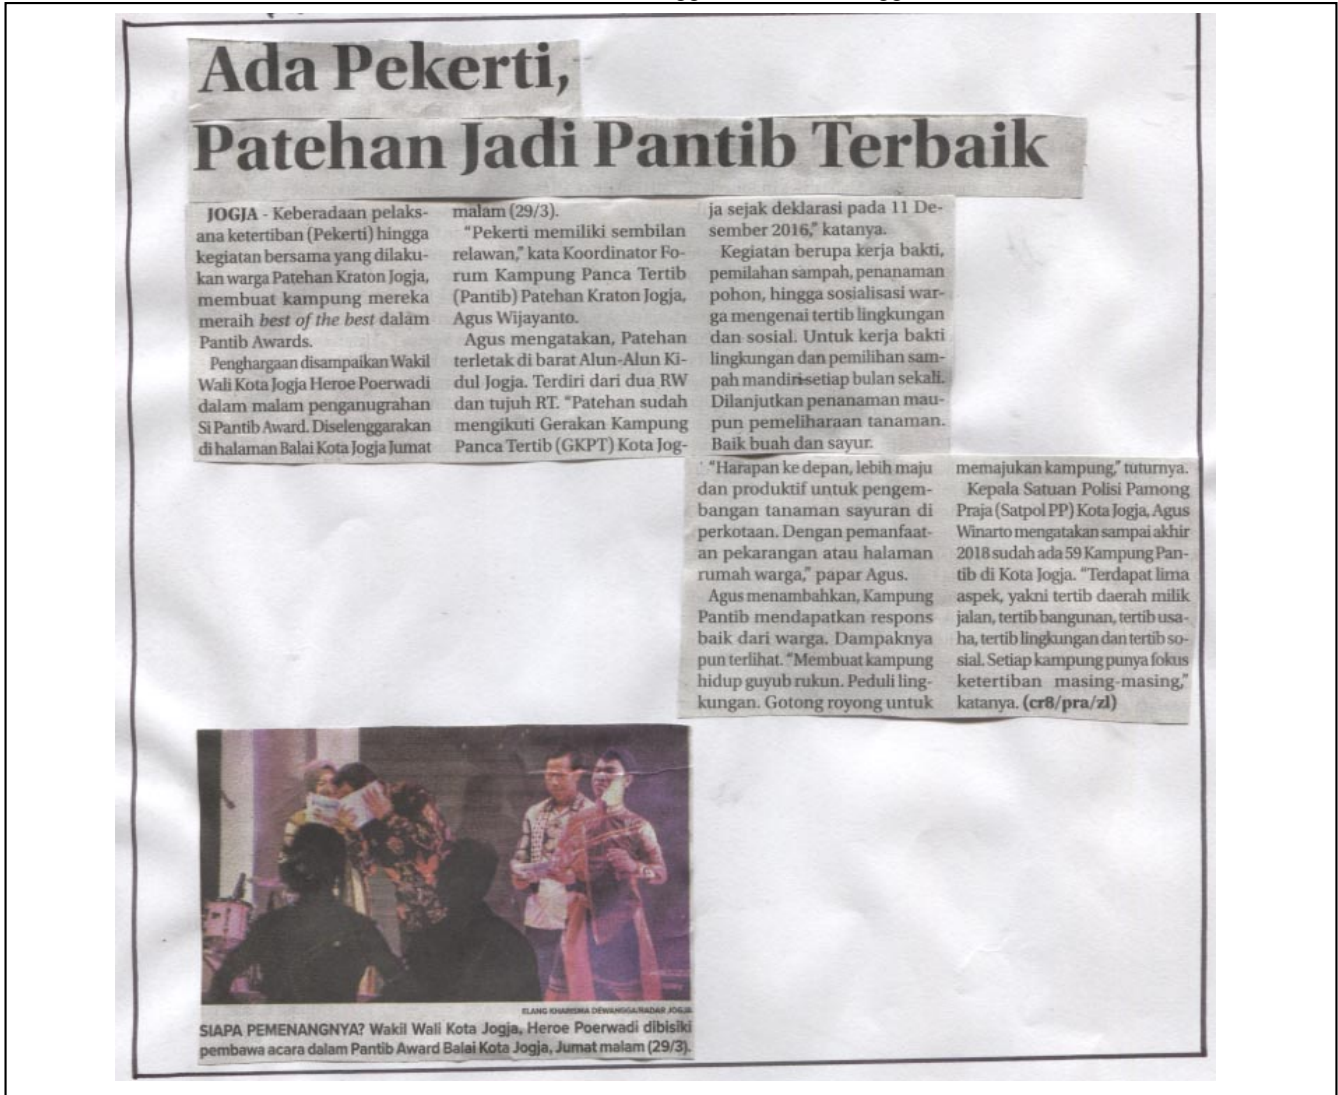 Ada Pekerti,
Patehan Jadi Pantib Terbaik
JOGJA - Keberadaan pelaks-
ana ketertiban (Pekerti) hingga
kegiatan bersama yang dilaku-
kan warga Patehan Kraton Jogja,
membuat kampung mereka
meraih best of the best dalam
Pantib Awards.
Penghargaan disampaikan Wakil
Wali Kota Jogja Heroe Poerwadi
dalam malam penganugrahan
Si Pantib Award. Diselenggarakan
di halaman Balai Kota Jogja Jumat
malam (29/3).
"Pekerti memiliki sembilan
relawan," kata Koordinator Fo-
rum Kampung Panca Tertib
(Pantib) Patehan Kraton Jogja,
Agus Wijayanto.
Agus mengatakan, Patehan
terletak di barat Alun-Alun Ki-
dul Jogja. Terdiri dari dua RW
dan tujuh RT. "Patehan sudah
mengikuti Gerakan Kampung
Panca Tertib (GKPT) Kota Jog-
ja sejak deklarasi pada 11 De-
sember 2016," katanya.
Kegiatan berupa kerja bakti,
pemilahan sampah, penanaman
pohon, hingga sosialisasi war-
ga mengenai tertib lingkungan
dan sosial. Untuk kerja bakti
lingkungan dan pemilihan sam-
pah mandiri setiap bulan sekali.
Dilanjutkan penanaman mau-
pun pemeliharaan tanaman.
Baik buah dan sayur.
"Harapan ke depan, lebih maju
dan produktif untuk pengem-
bangan tanaman sayuran di
perkotaan. Dengan pemanfaat-
an pekarangan atau halaman
rumah warga," papar Agus.
Agus menambahkan, Kampung
Pantib mendapatkan respons
baik dari warga. Dampaknya
pun terlihat. "Membuat kampung
hidup guyub rukun. Peduli ling-
kungan. Gotong royong untuk
memajukan kampung," tuturnya.
Kepala Satuan Polisi Pamong
Praja (Satpol PP) Kota Jogja, Agus
Winarto mengatakan sampai akhir
2018 sudah ada 59 Kampung Pan-
tib di Kota Jogja. "Terdapat lima
aspek, yakni tertib daerah milik
jalan, tertib bangunan, tertib usa-
ha, tertib lingkungan dan tertib so-
sial. Setiap kampung punya fokus
ketertiban masing-masing,"
katanya. (cr8/pra/zl)
ELANG KHARISMA DEWANGGA/RADAR JOGJA
SIAPA PEMENANGNYA? Wakil Wali Kota Jogja, Heroe Poerwadi dibisiki
pembawa acara dalam Pantib Award Balai Kota Jogja, Jumat malam (29/3).